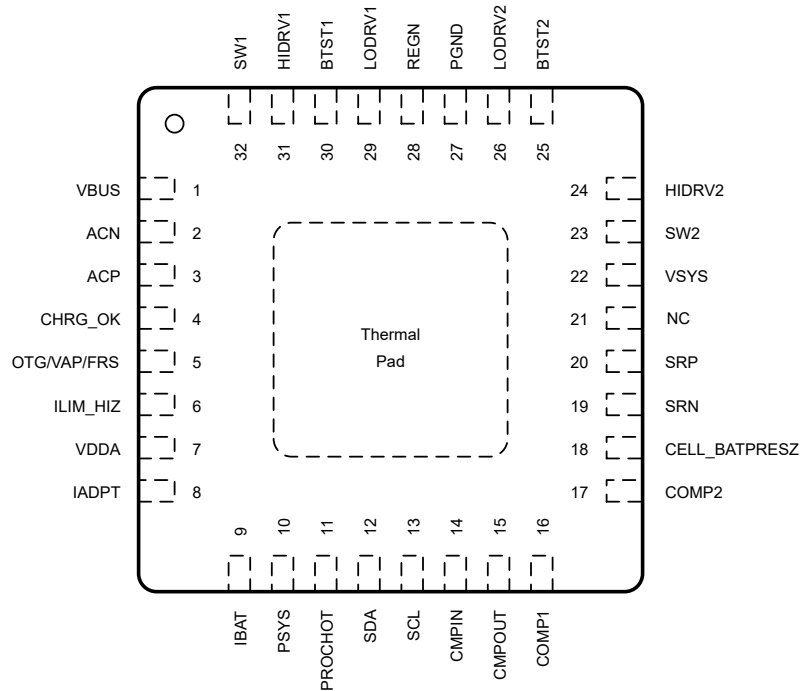 SW1
HIDRV1
BTST1
LODRV1
REGN
PGND
LODRV2
BTST2
32
31
30
29
28
27
26
25
VBUS 1
ACN 2
ACP 3
CHRG_OK 4
OTG/VAP/FRS 5
ILIM_HIZ 6
VDDA 7
IADPT 8
Thermal
Pad
24 HIDRV2
23 SW2
22 VSYS
21 NC
20 SRP
19 SRN
18 CELL_BATPRESZ
17 COMP2
9
10
11
12
13
14
15
16
IBAT
PSYS
PROCHOT
SDA
SCL
CMPIN
CMPOUT
COMP1